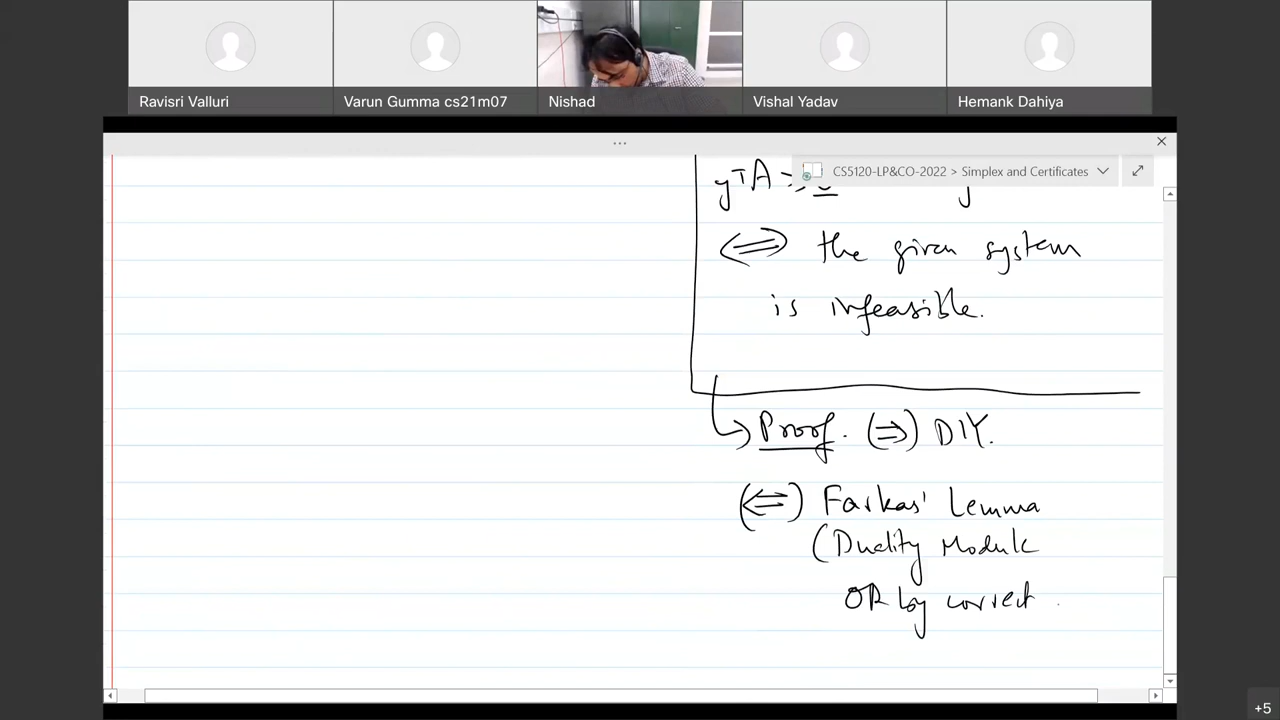 Ravisri Valluri
Varun Gumma cs21m07
Nishad
Vishal Yadav
Hemank Dahiya
CS5120-LP&CO-2022 > Simplex and Certificates
yᵀA
⇔ the given system
is infeasible.
→ Proof. (⇒) DIY.
(⇔) Farkas' Lemma
(Duality Module
OR by correct
+5